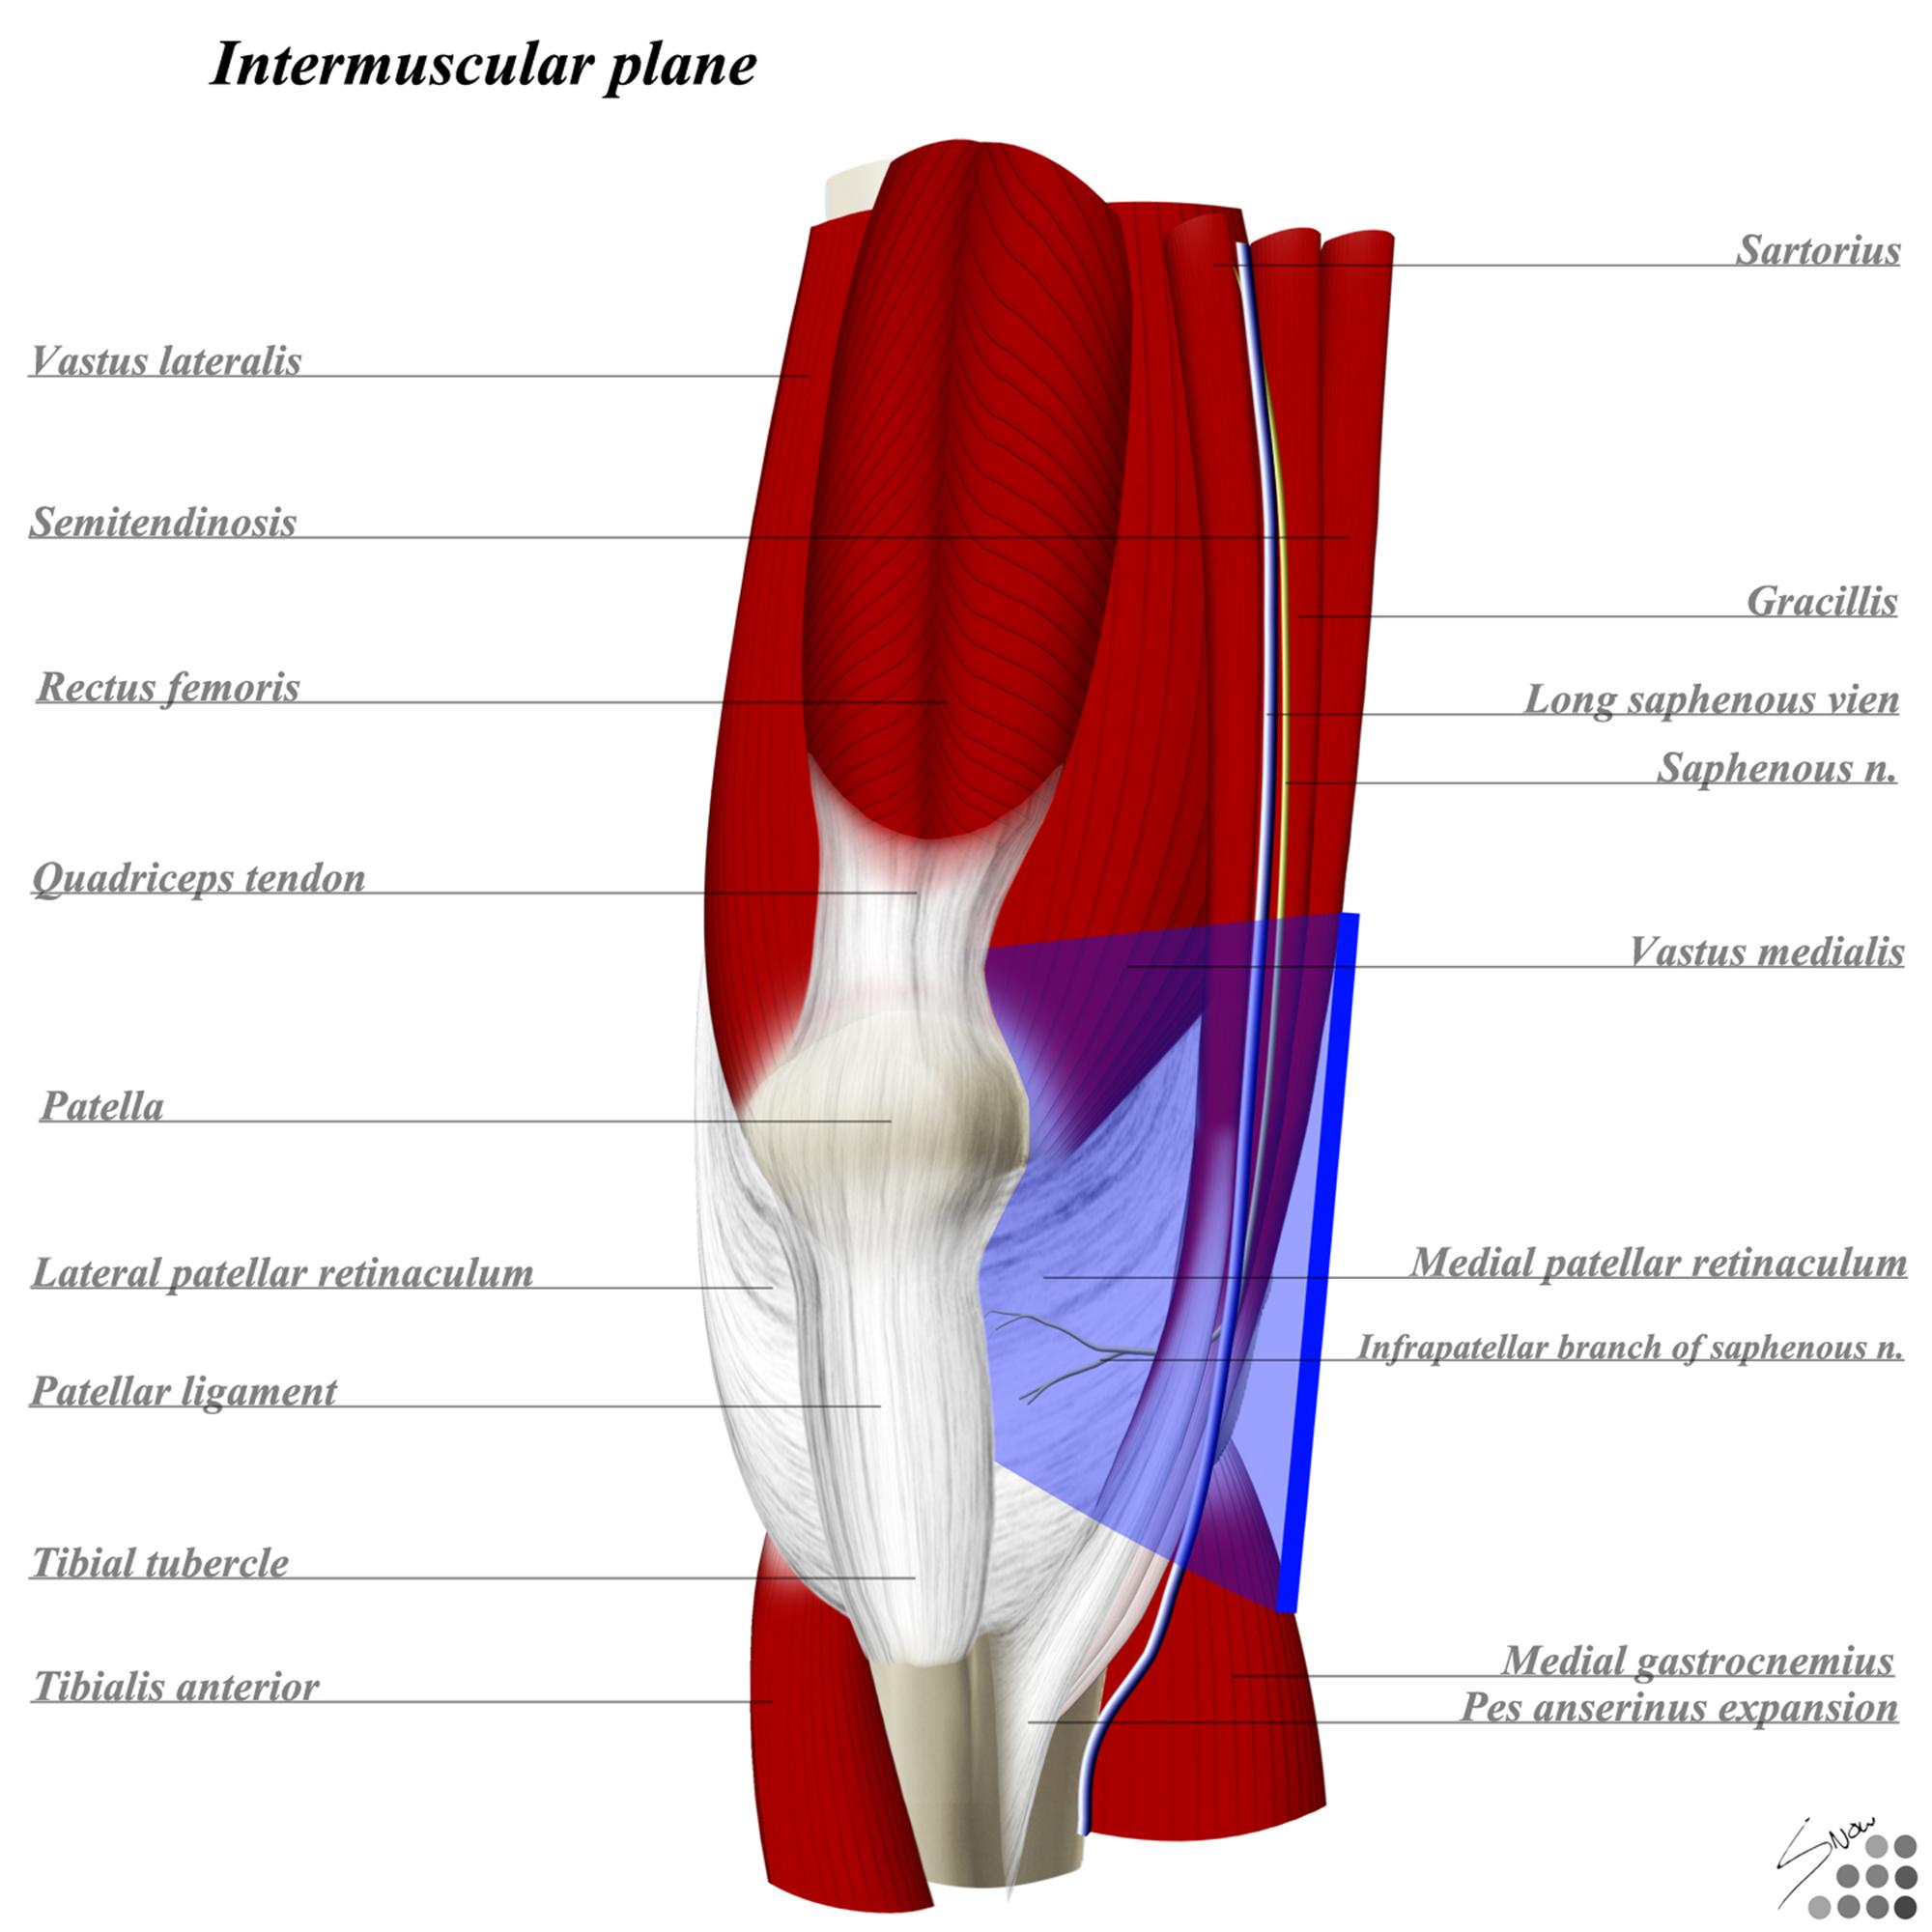 Intermuscular plane
Sartorius
Vastus lateralis
Semitendinosis
Gracillis
Rectus femoris
Long saphenous vien
Saphenous n.
Quadriceps tendon
Vastus medialis
Patella
Lateral patellar retinaculum
Medial patellar retinaculum
Infrapatellar branch of saphenous n.
Patellar ligament
Tibial tubercle
Tibialis anterior
Medial gastrocnemius
Pes anserinus expansion
Snow